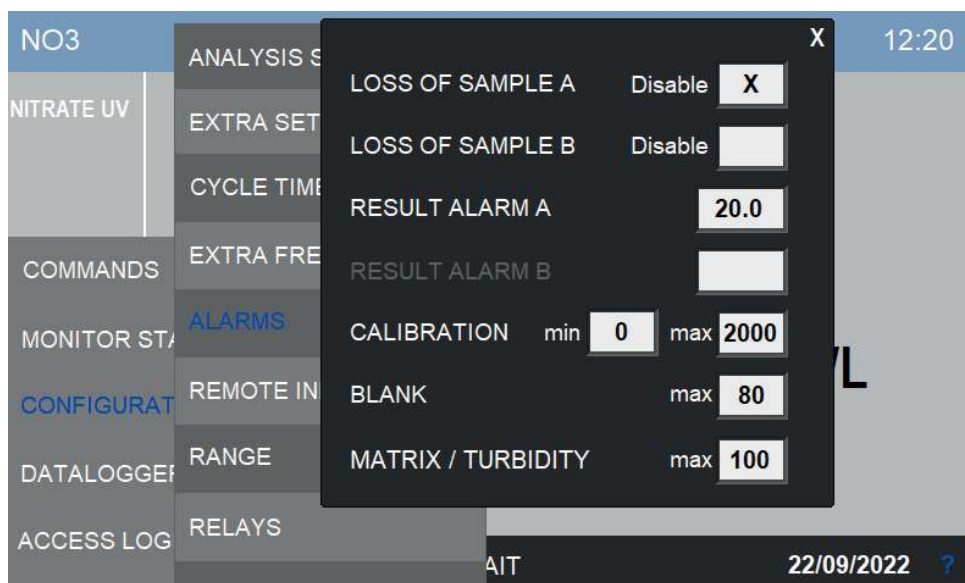 NO3
12:20
NITRATE UV
COMMANDS
MONITOR STA
CONFIGURAT
DATALOGGER
ACCESS LOG
ANALYSIS S
EXTRA SET
CYCLE TIME
EXTRA FRE
ALARMS
REMOTE IN
RANGE
RELAYS
X
LOSS OF SAMPLE A Disable X
LOSS OF SAMPLE B Disable
RESULT ALARM A 20.0
RESULT ALARM B
CALIBRATION min 0 max 2000
BLANK max 80
MATRIX / TURBIDITY max 100
/L
AIT
22/09/2022 ?